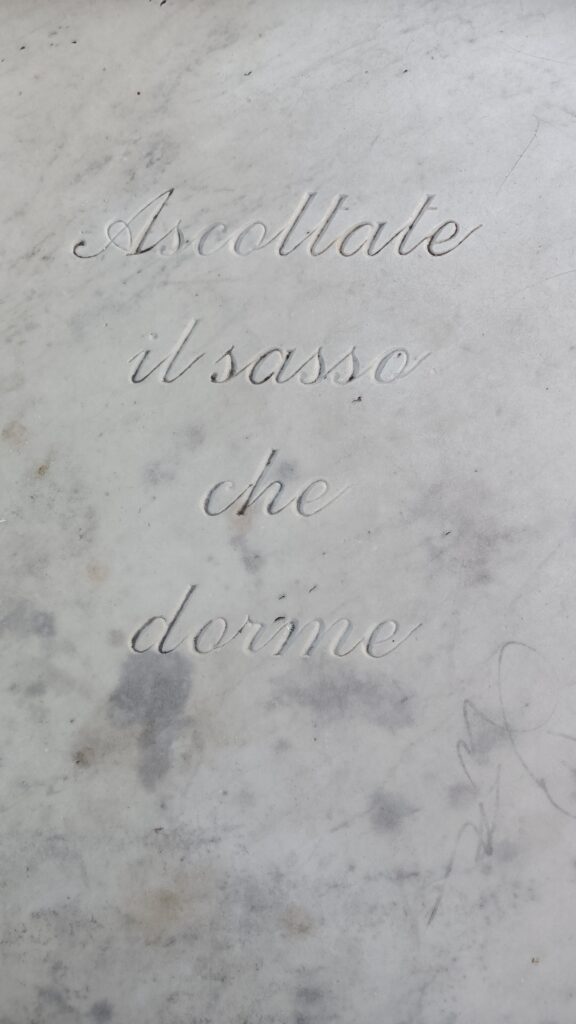 Ascoltate
il sasso
che
dorme